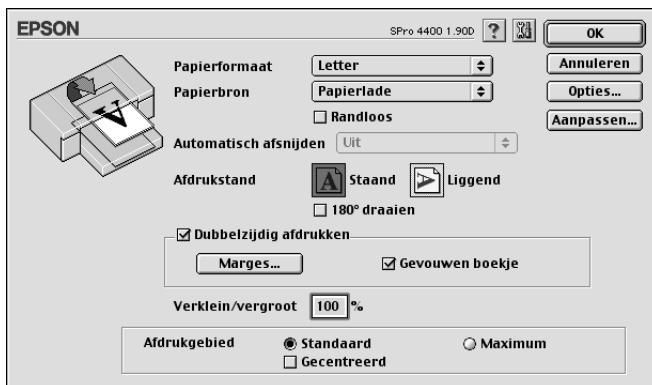 EPSON SPro 4400 1.90D ? OK
Papierformaat Letter Annuleren
Papierbron Papierlade Opties...
Randloos Aanpassen...
Automatisch afsnijden Uit
Afdrukstand A Staand A Liggend
180° draaien
Dubbelzijdig afdrukken
Marges... Gevouwen boekje
Verklein/vergroot 100 %
Afdrukgebied Standaard Maximum
Gecentreerd